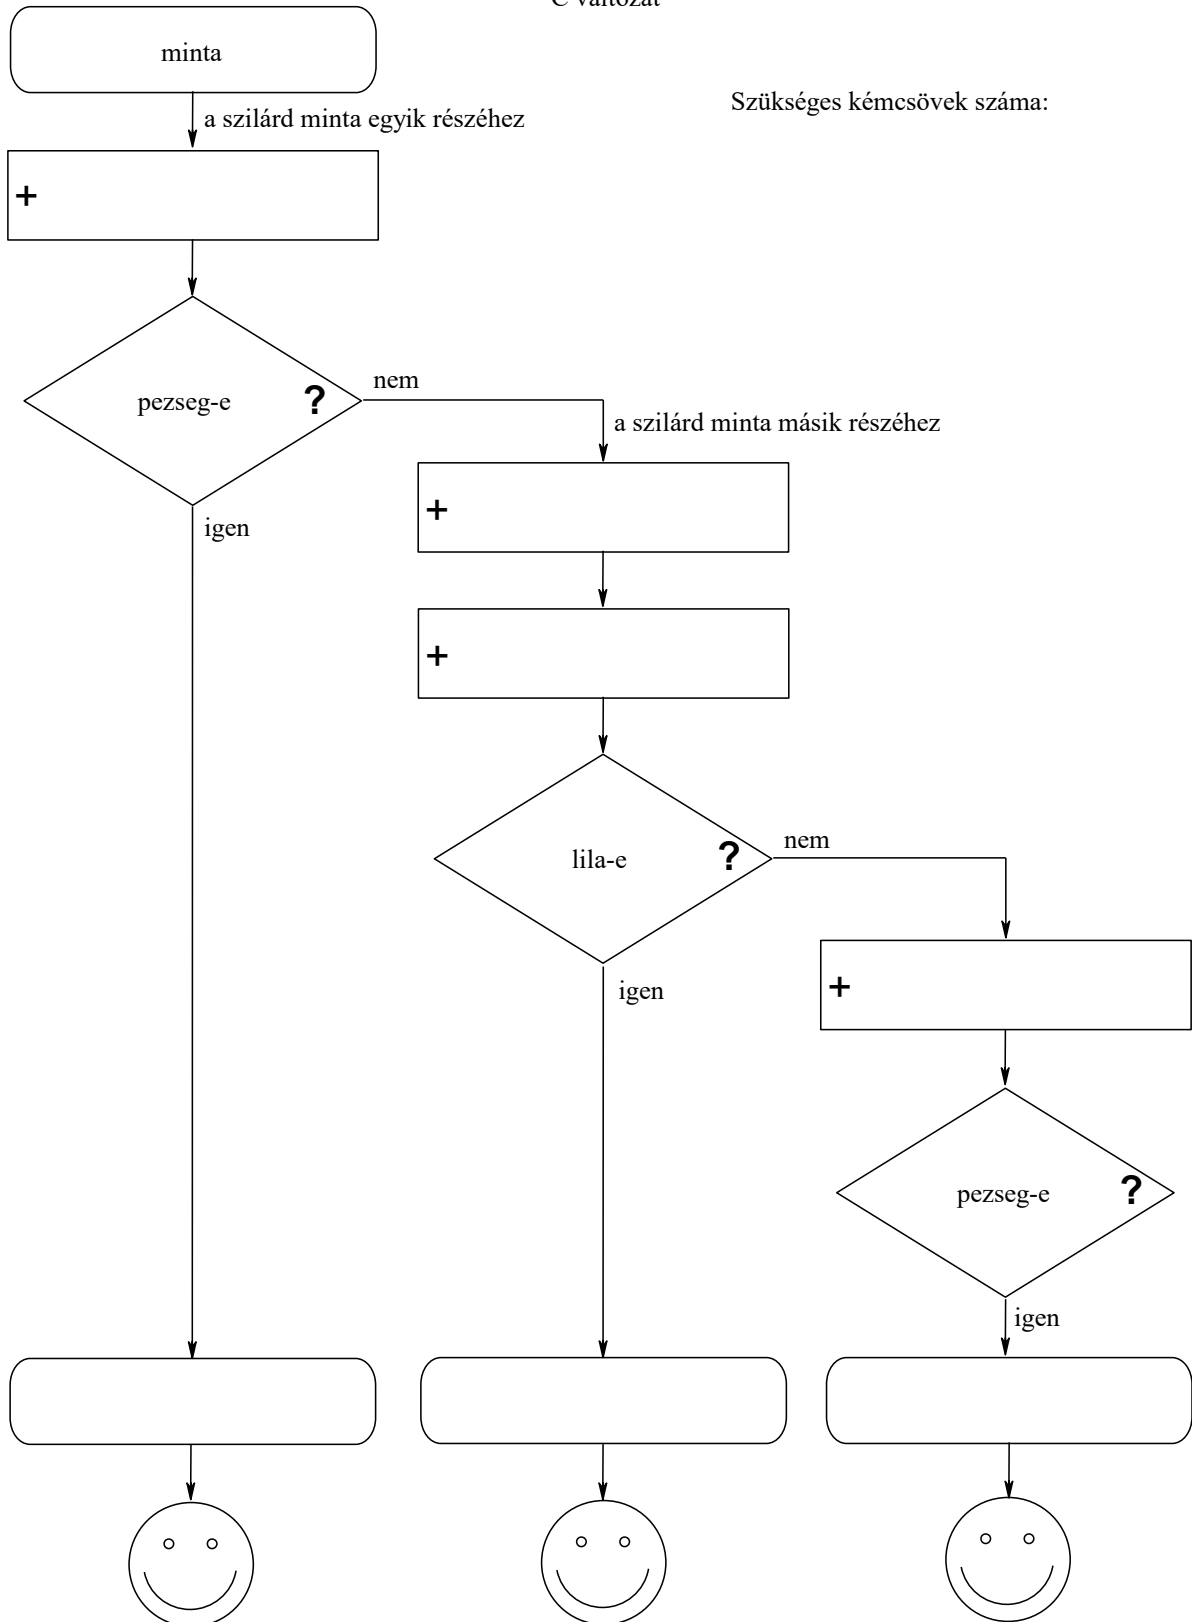 C változat
minta
a szilárd minta egyik részéhez
Szükséges kémcsövek száma:
+
pezseg-e ?
nem
a szilárd minta másik részéhez
igen
+
+
lila-e ?
nem
igen
+
pezseg-e ?
igen